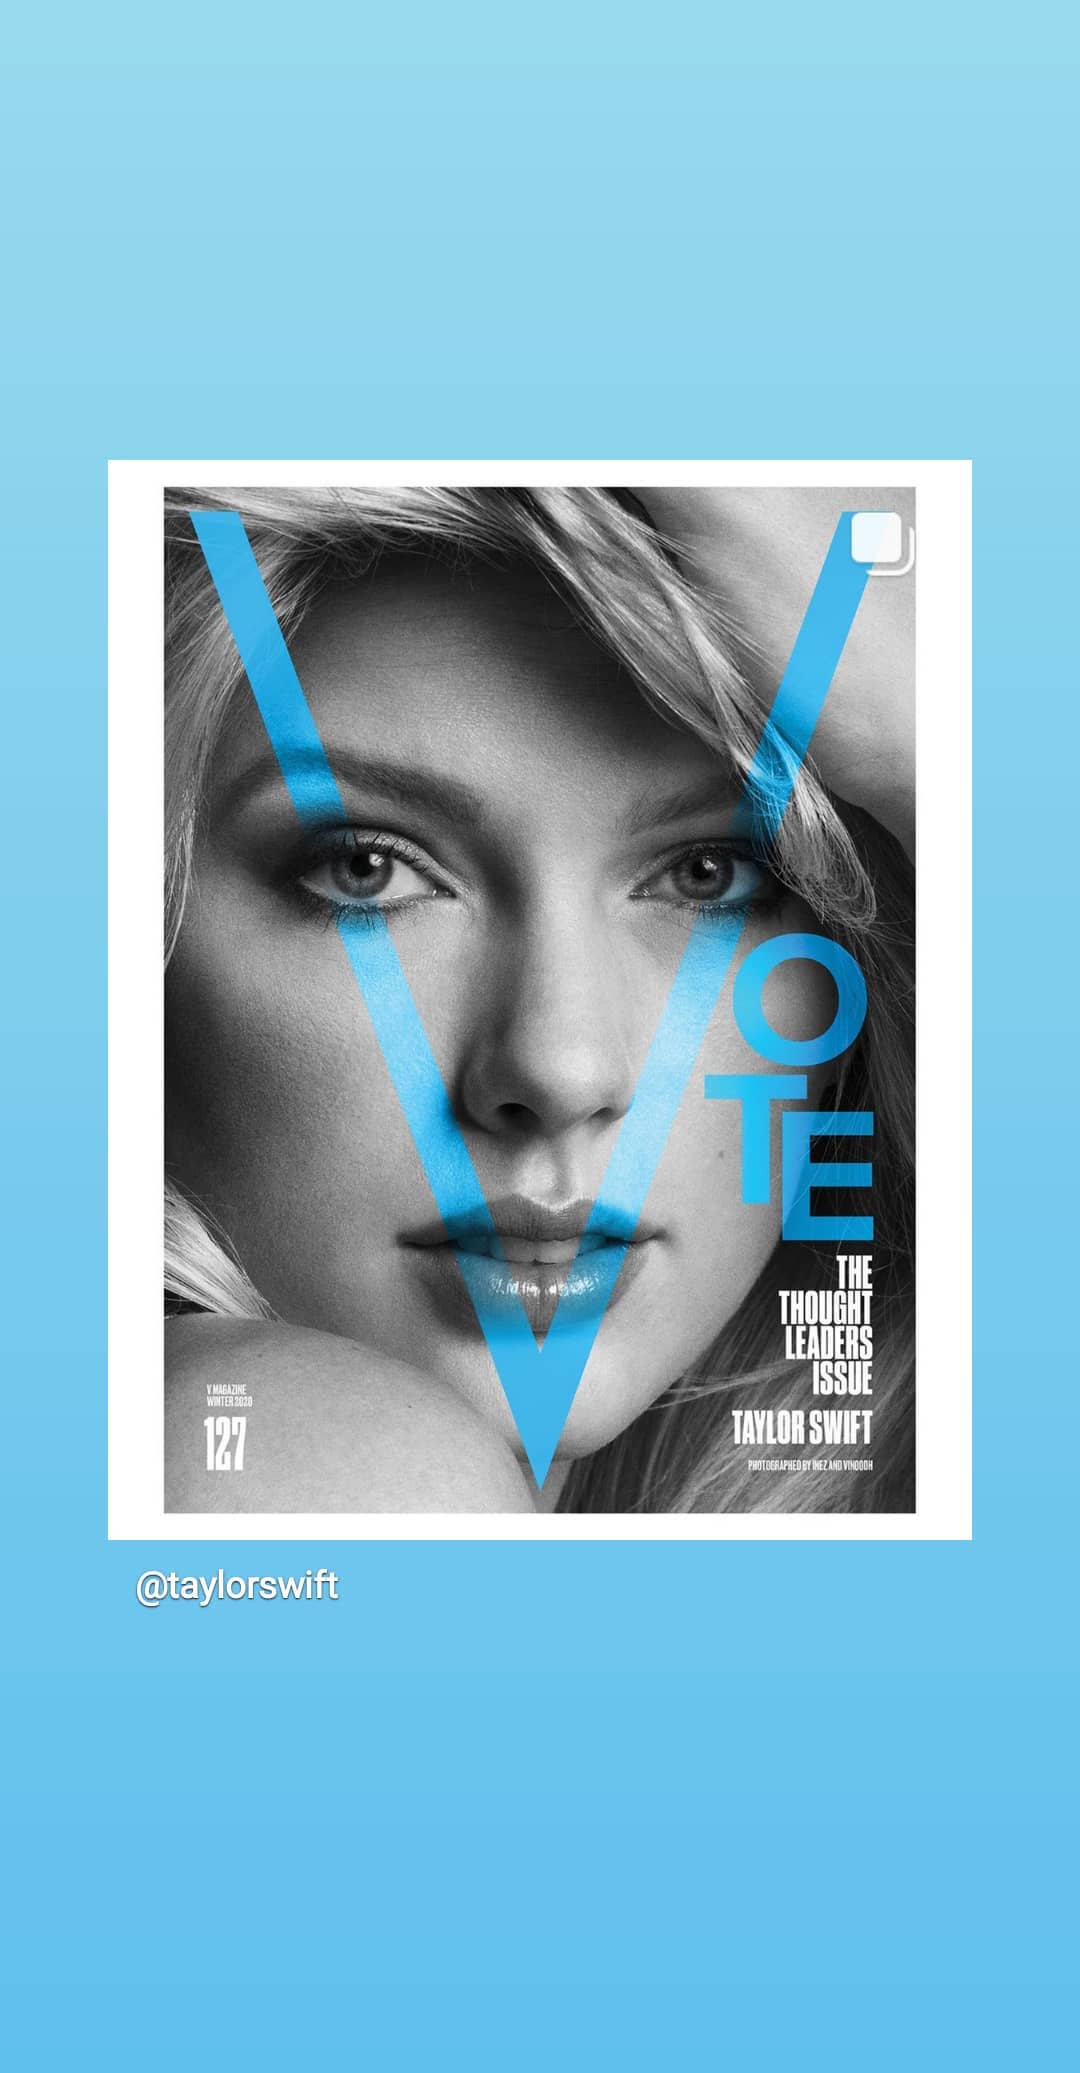 VOTE
THE
THOUGHT
LEADERS
ISSUE
TAYLOR SWIFT
PHOTOGRAPHED BY INEZ AND VINOODH
V MAGAZINE
WINTER 2020
127
@taylorswift